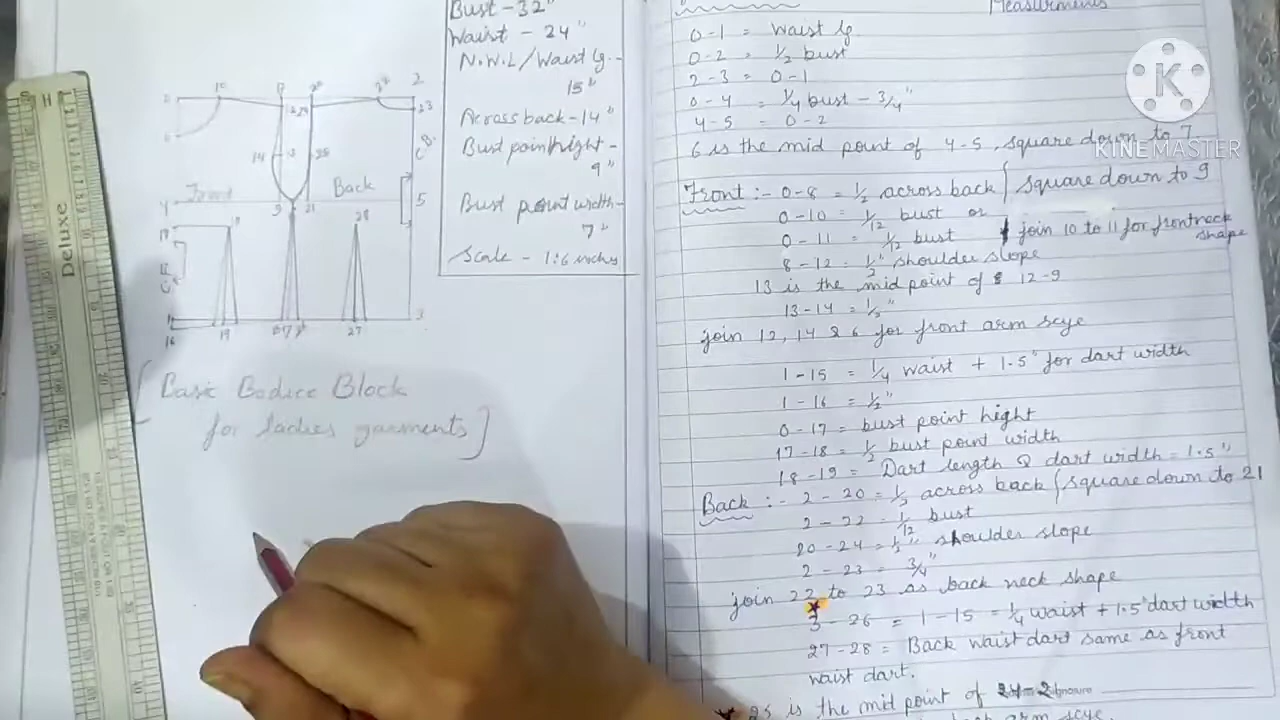 Bust - 32"
Waist - 24"
N.W.L / Waist lg. -
15"
Across back - 14"
Bust point hight -
9"
Bust point width -
7"
Scale - 1:6 inches
Front
Back
[Basic Bodice Block
for ladies garments]
Deluxe
Measurments
0-1 = Waist lg.
0-2 = 1/2 bust
2-3 = 0-1
0-4 = 1/4 bust - 3/4"
4-5 = 0-2
6 is the mid point of 4-5, square down to 7
Front :- 0-8 = 1/2 across back / square down to 9
0-10 = 1/12 bust or
0-11 = 1/12 bust join 10 to 11 for front neck shape
8-12 = 1/2" shoulder slope
13 is the mid point of 12-9
13-14 = 1/2"
join 12, 14 & 6 for front arm scye
1-15 = 1/4 waist + 1.5" for dart width
1-16 = 1/2"
0-17 = bust point hight
17-18 = 1/2 bust point width
18-19 = Dart length & dart width = 1.5"
Back :- 2-20 = 1/2 across back / square down to 21
2-22 = 1/12 bust
20-24 = 1/2" shoulder slope
2-23 = 3/4"
join 22 to 23 as back neck shape
3-26 = 1-15 = 1/4 waist + 1.5" dart width
27-28 = Back waist dart same as front
waist dart.
25 is the mid point of
arm scye.
K
KINEMASTER